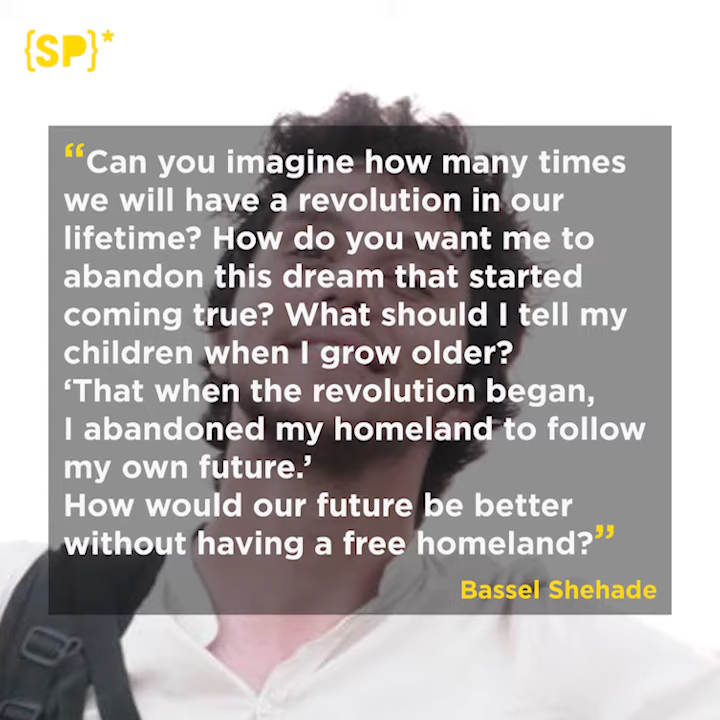 {SP}*
“Can you imagine how many times
we will have a revolution in our
lifetime? How do you want me to
abandon this dream that started
coming true? What should I tell my
children when I grow older?
‘That when the revolution began,
I abandoned my homeland to follow
my own future.’
How would our future be better
without having a free homeland?”
Bassel Shehade